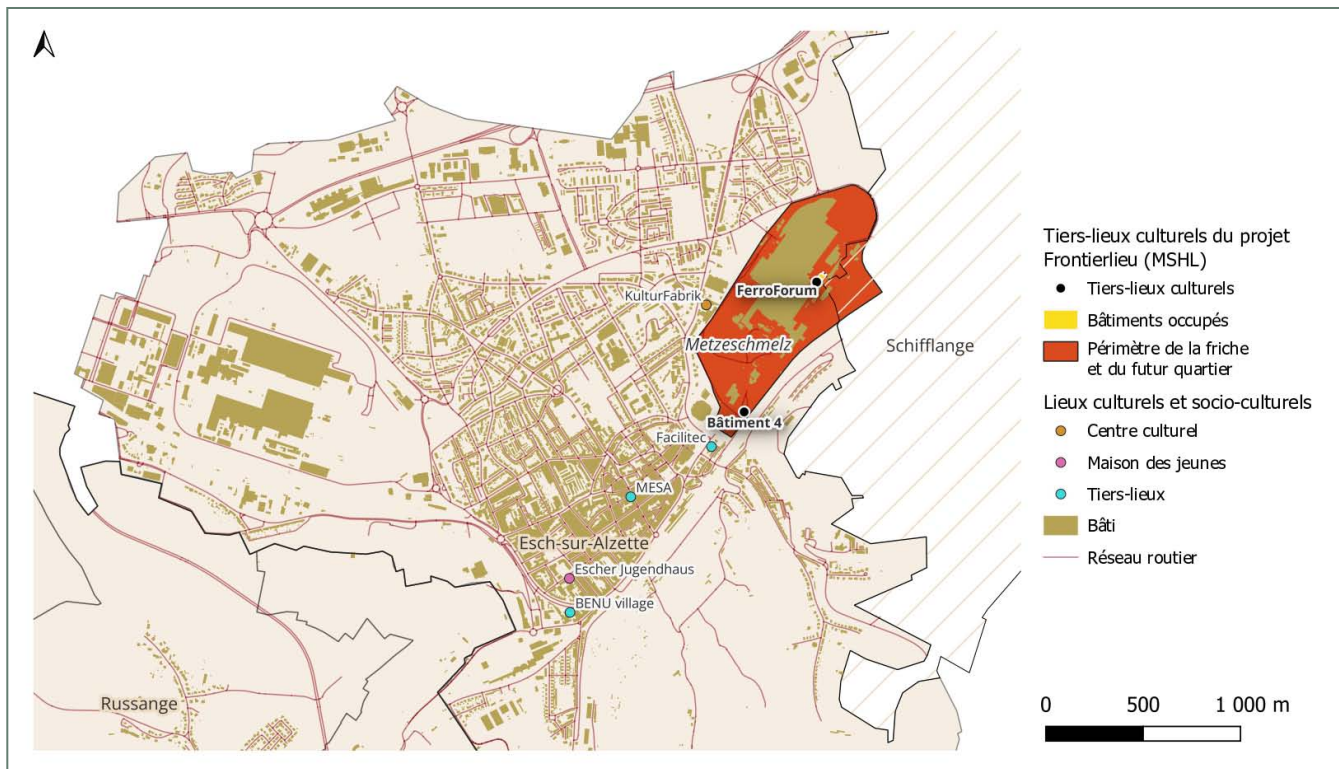 KulturFabrik
FerroForum
Metzeschmelz
Schifflange
Bâtiment 4
Facilitec
MESA
Esch-sur-Alzette
Escher Jugendhaus
BENU village
Russange
Tiers-lieux culturels du projet
Frontierlieu (MSHL)
Tiers-lieux culturels
Bâtiments occupés
Périmètre de la friche
et du futur quartier
Lieux culturels et socio-culturels
Centre culturel
Maison des jeunes
Tiers-lieux
Bâti
Réseau routier
0 500 1 000 m